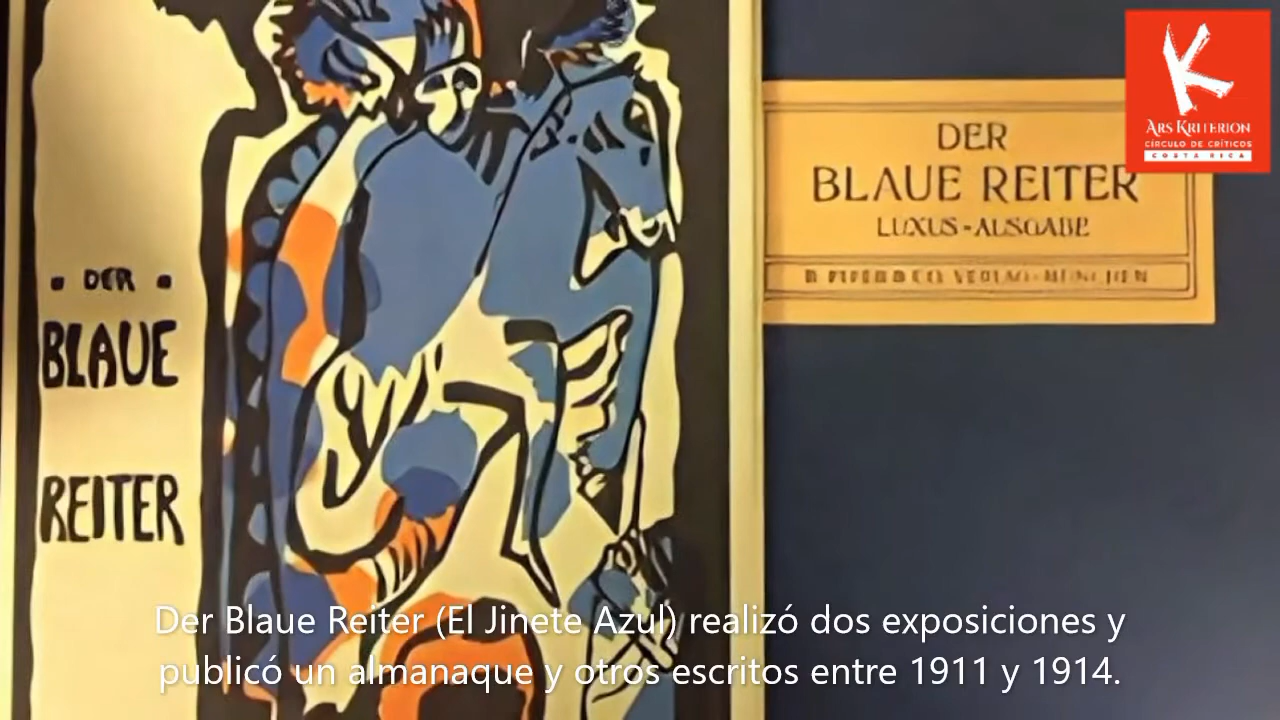 · DER ·
BLAUE
REITER
DER
BLAUE REITER
LUXUS-AUSGABE
VERLAG
K
ARS KRITERION
CÍRCULO DE CRÍTICOS
COSTA RICA
Der Blaue Reiter (El Jinete Azul) realizó dos exposiciones y
publicó un almanaque y otros escritos entre 1911 y 1914.